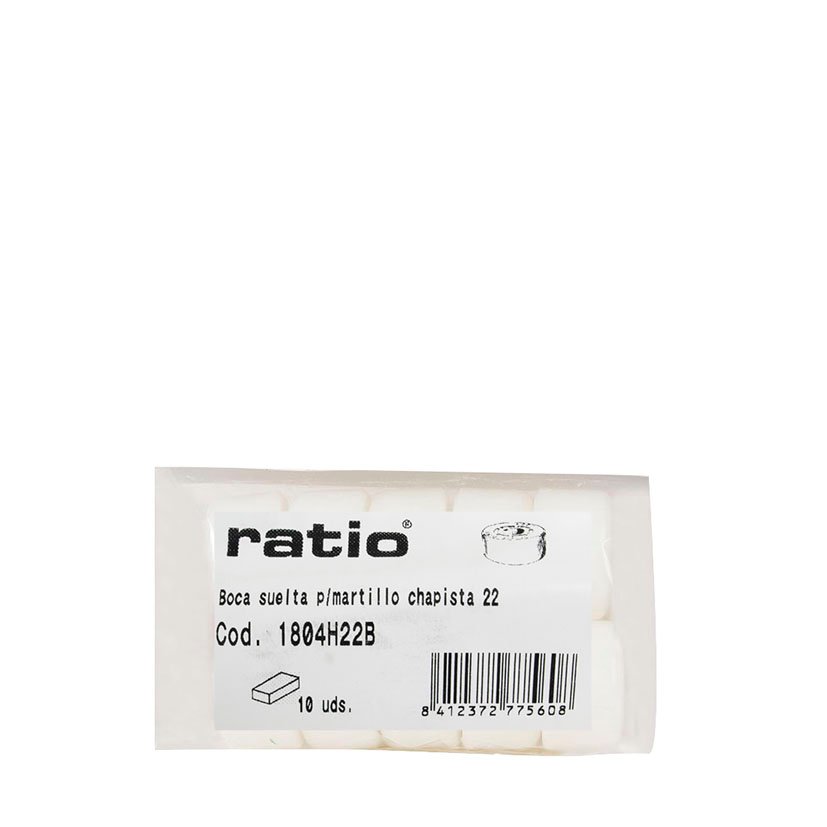 ratio®
Boca suelta p/martillo chapista 22
Cod. 1804H22B
10 uds.
8 412372 775608